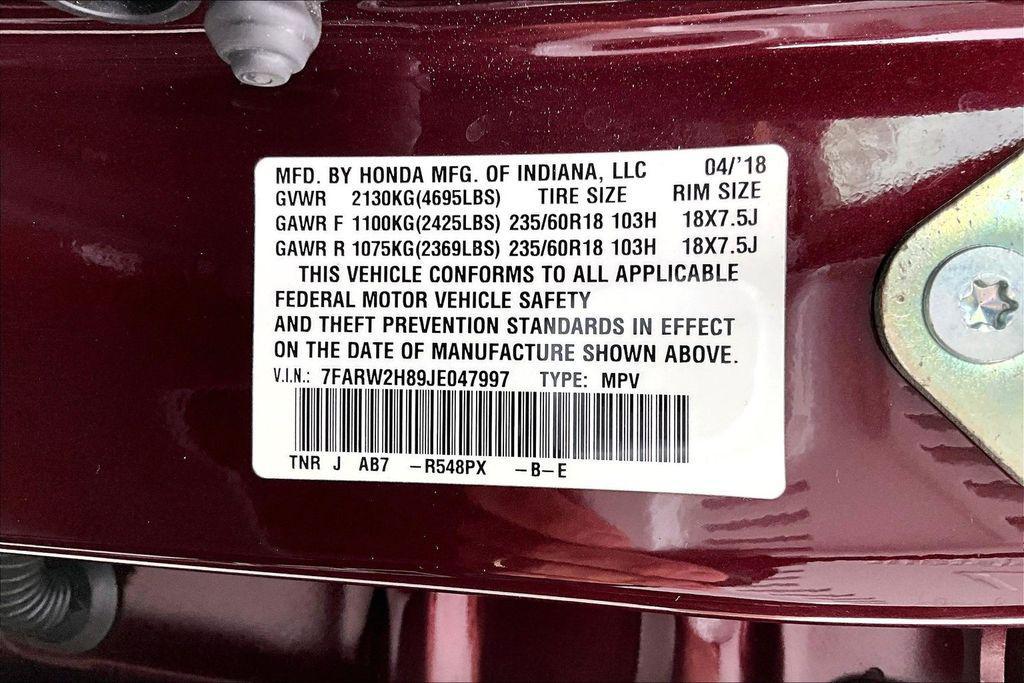 MFD. BY HONDA MFG. OF INDIANA, LLC 04/'18
GVWR 2130KG(4695LBS) TIRE SIZE RIM SIZE
GAWR F 1100KG(2425LBS) 235/60R18 103H 18X7.5J
GAWR R 1075KG(2369LBS) 235/60R18 103H 18X7.5J
THIS VEHICLE CONFORMS TO ALL APPLICABLE
FEDERAL MOTOR VEHICLE SAFETY
AND THEFT PREVENTION STANDARDS IN EFFECT
ON THE DATE OF MANUFACTURE SHOWN ABOVE.
V.I.N.: 7FARW2H89JE047997 TYPE: MPV
TNR J AB7 -R548PX -B-E